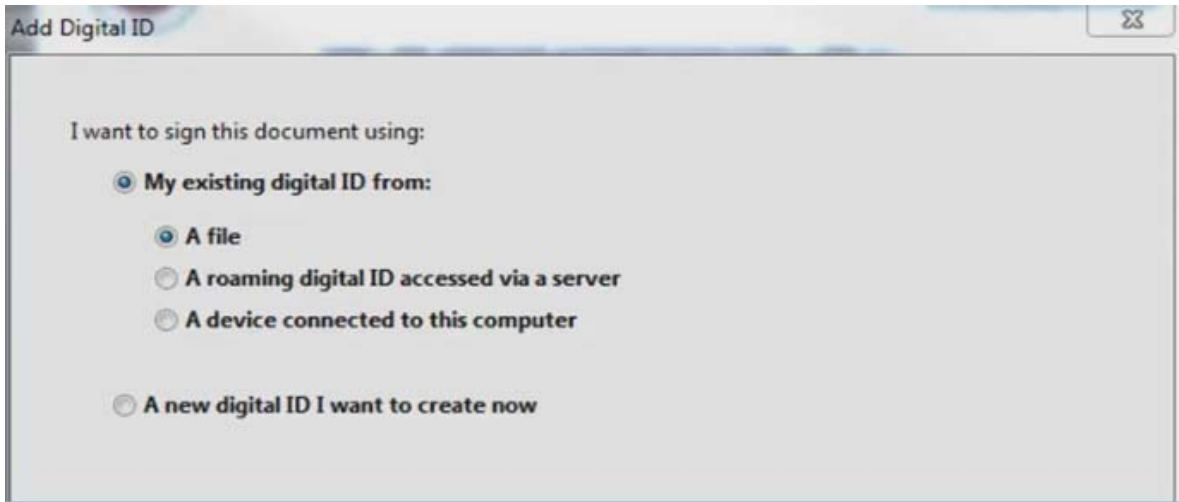 Add Digital ID
I want to sign this document using:
My existing digital ID from:
A file
A roaming digital ID accessed via a server
A device connected to this computer
A new digital ID I want to create now